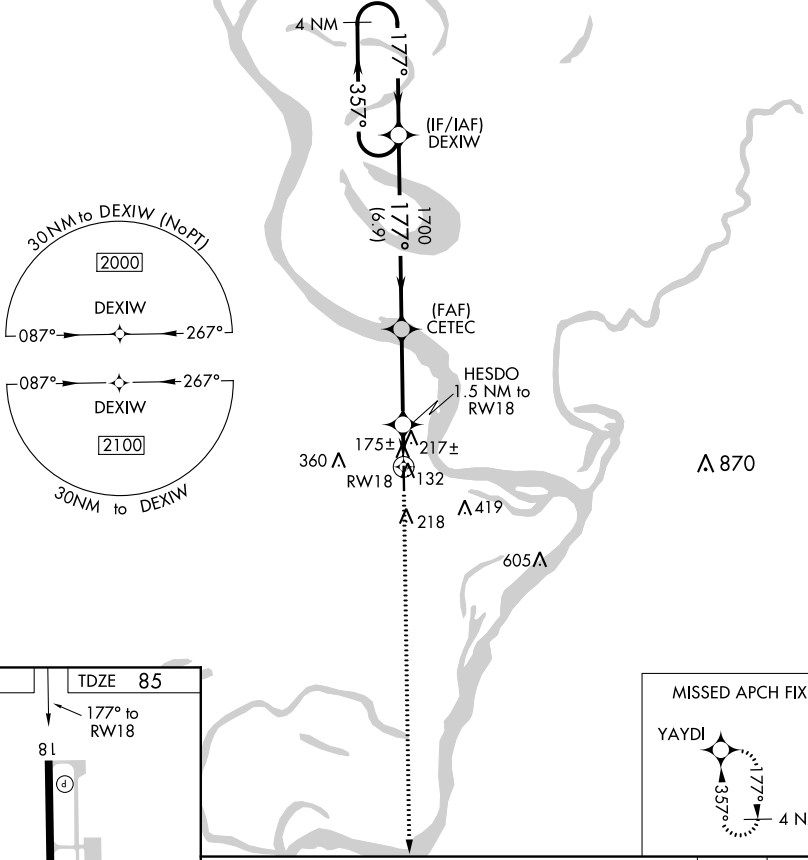 4 NM
177°
357°
(IF/IAF)
DEXIW
1700
177°
(6.9)
30 NM to DEXIW (NoPT)
2000
DEXIW
087°
267°
087°
267°
DEXIW
2100
30NM to DEXIW
(FAF)
CETEC
HESDO
1.5 NM to
RW18
175±
217±
360
RW18
132
870
419
218
605
TDZE 85
177° to
RW18
18
P
MISSED APCH FIX
YAYDI
177°
357°
4 N